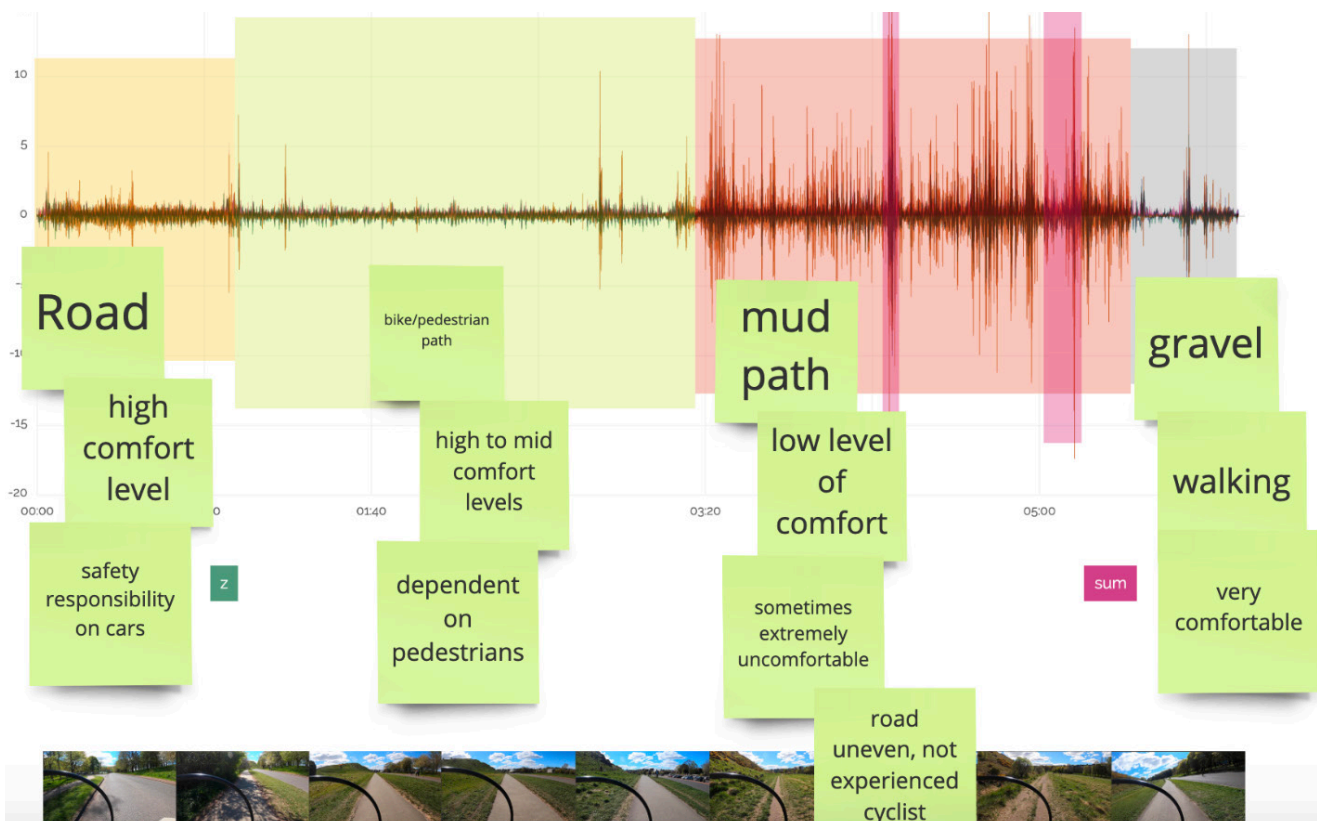 10
5
0
-10
-15
-20
00:00
0
01:40
03:20
05:00
Road
high
comfort
level
safety
responsibility
on cars
z
bike/pedestrian
path
high to mid
comfort
levels
dependent
on
pedestrians
mud
path
low level
of
comfort
sometimes
extremely
uncomfortable
road
uneven, not
experienced
cyclist
sum
gravel
walking
very
comfortable